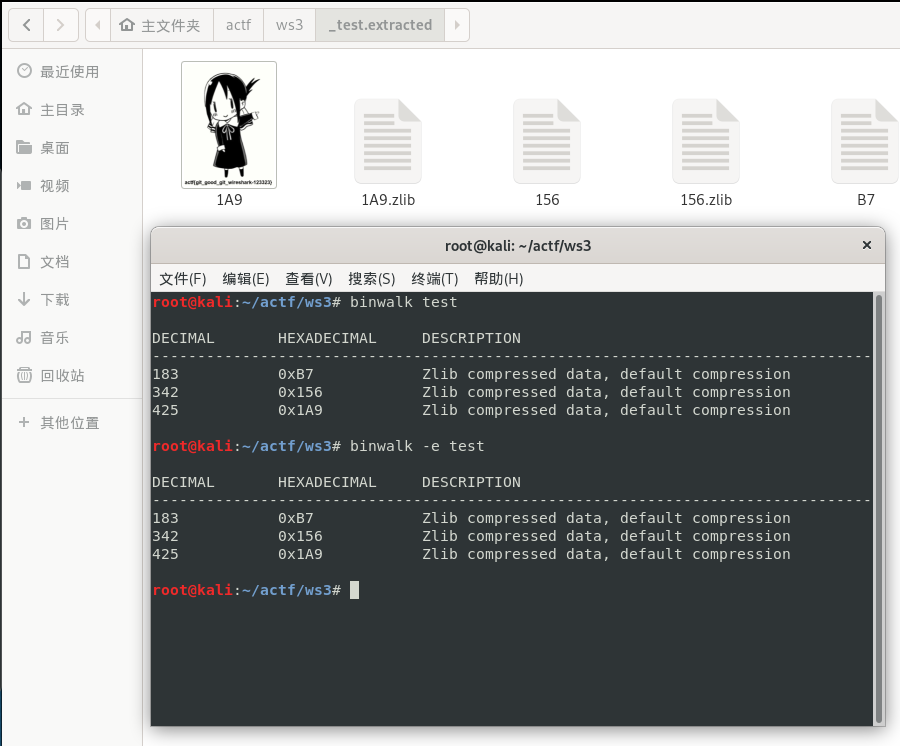 主文件夹 actf ws3 _test.extracted
最近使用
主目录
桌面
视频
图片
文档
下载
音乐
回收站
其他位置
actf{git_good_git_wireshark-123323}
1A9 1A9.zlib 156 156.zlib B7
root@kali: ~/actf/ws3
文件(F) 编辑(E) 查看(V) 搜索(S) 终端(T) 帮助(H)
root@kali:~/actf/ws3# binwalk test
DECIMAL HEXADECIMAL DESCRIPTION
--------------------------------------------------------------------------------
183 0xB7 Zlib compressed data, default compression
342 0x156 Zlib compressed data, default compression
425 0x1A9 Zlib compressed data, default compression
root@kali:~/actf/ws3# binwalk -e test
DECIMAL HEXADECIMAL DESCRIPTION
--------------------------------------------------------------------------------
183 0xB7 Zlib compressed data, default compression
342 0x156 Zlib compressed data, default compression
425 0x1A9 Zlib compressed data, default compression
root@kali:~/actf/ws3#